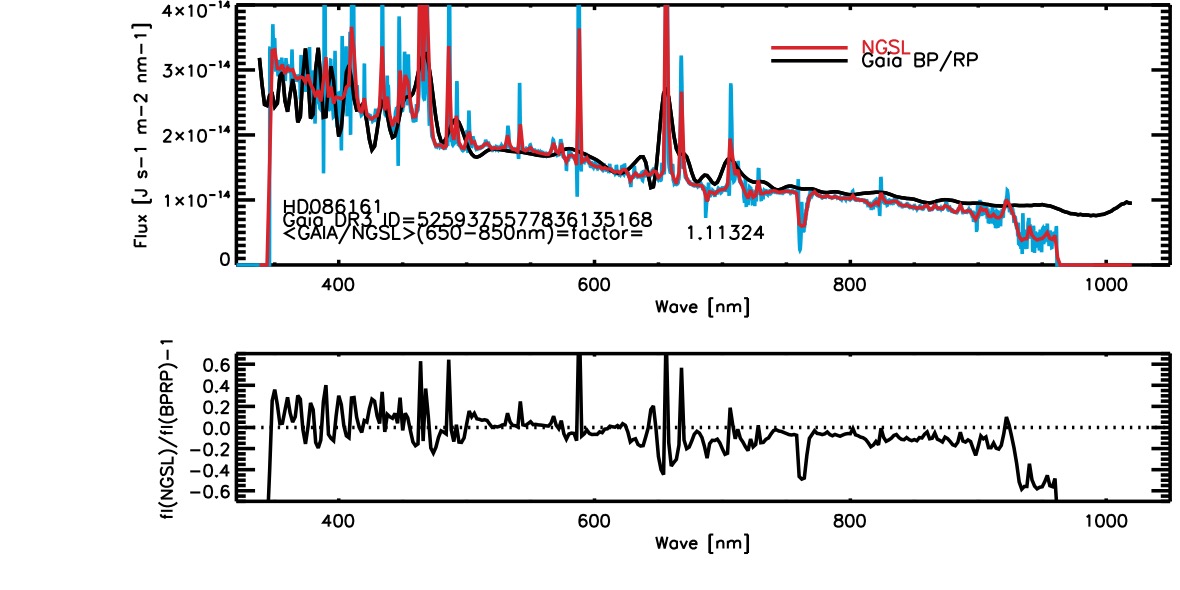 4×10⁻¹⁴
3×10⁻¹⁴
2×10⁻¹⁴
1×10⁻¹⁴
0
Flux [J s−1 m−2 nm−1]
NGSL
Gaia BP/RP
HD086161
Gaia DR3 ID=5259375577836135168
<GAIA/NGSL>(650−850nm)=factor= 1.11324
400 600 800 1000
Wave [nm]
fl(NGSL)/fl(BPRP)−1
0.6
0.4
0.2
0.0
−0.2
−0.4
−0.6
400 600 800 1000
Wave [nm]